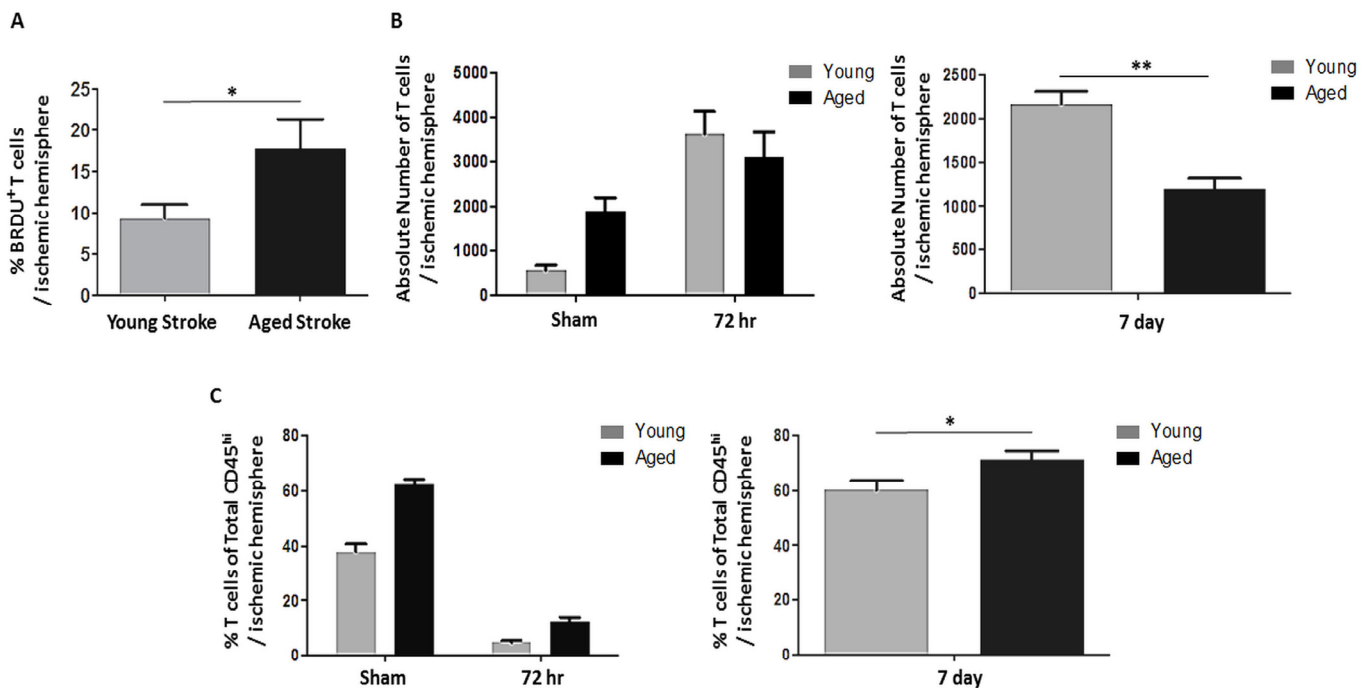 A
% BRDU+ T cells
/ ischemic hemisphere
25
20
15
10
5
0
*
Young Stroke
Aged Stroke
B
Absolute Number of T cells
/ ischemic hemisphere
5000
4000
3000
2000
1000
0
Sham
72 hr
Young
Aged
Absolute Number of T cells
/ ischemic hemisphere
2500
2000
1500
1000
500
0
**
7 day
Young
Aged
C
% T cells of Total CD45hi
/ ischemic hemisphere
80
60
40
20
0
Sham
72 hr
Young
Aged
% T cells of Total CD45hi
/ ischemic hemisphere
80
60
40
20
0
*
7 day
Young
Aged